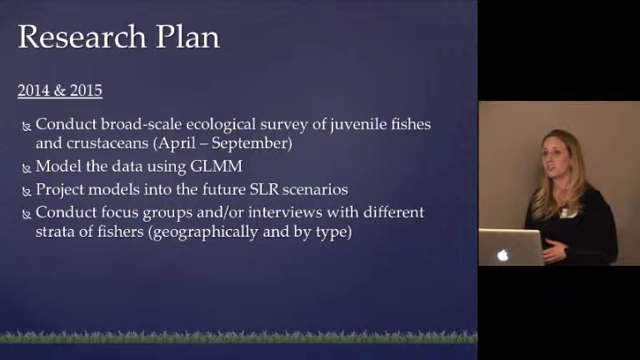 Research Plan
2014 & 2015
Conduct broad-scale ecological survey of juvenile fishes
and crustaceans (April – September)
Model the data using GLMM
Project models into the future SLR scenarios
Conduct focus groups and/or interviews with different
strata of fishers (geographically and by type)